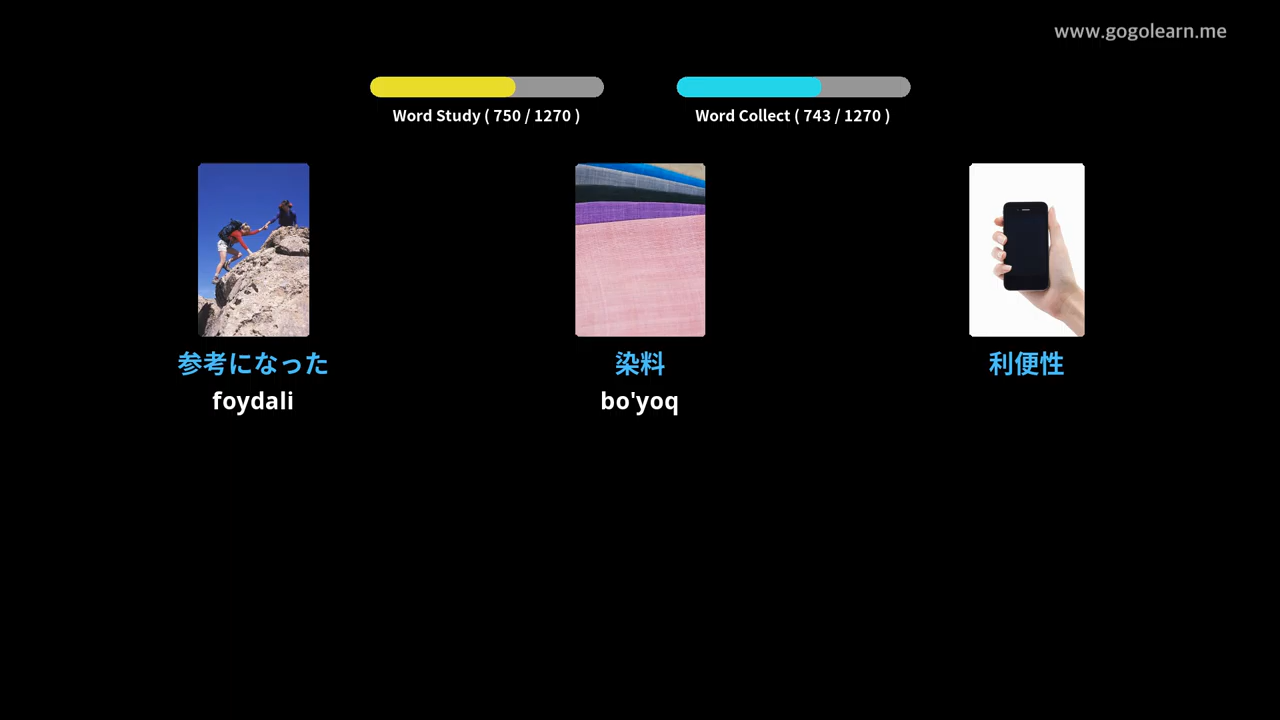 www.gogolearn.me
Word Study ( 750 / 1270 )
Word Collect ( 743 / 1270 )
参考になった
染料
利便性
foydali
bo'yoq